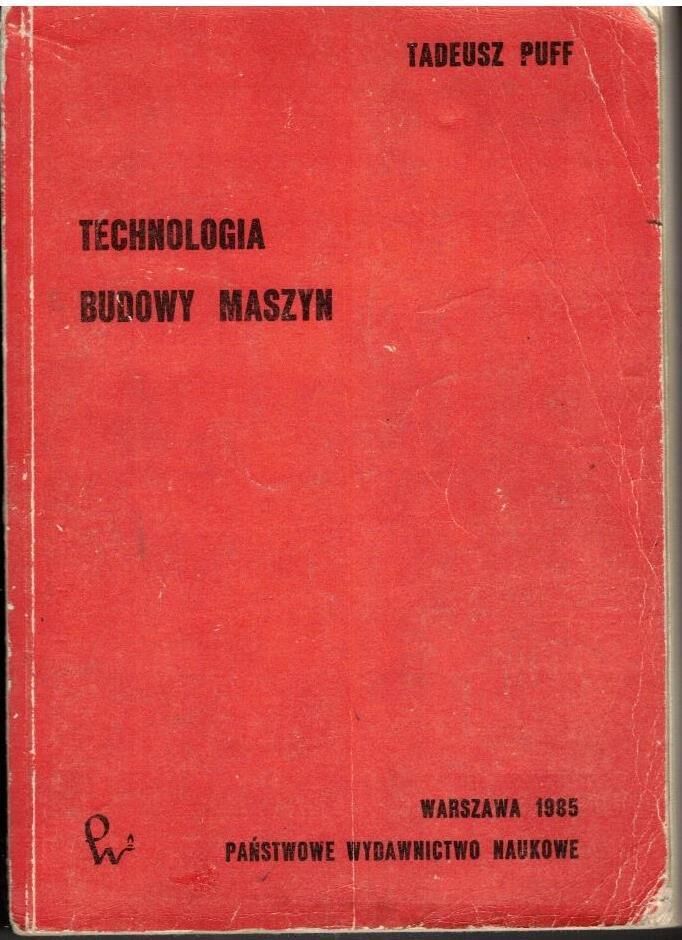 TADEUSZ PUFF
TECHNOLOGIA
BUDOWY MASZYN
WARSZAWA 1985
PAŃSTWOWE WYDAWNICTWO NAUKOWE